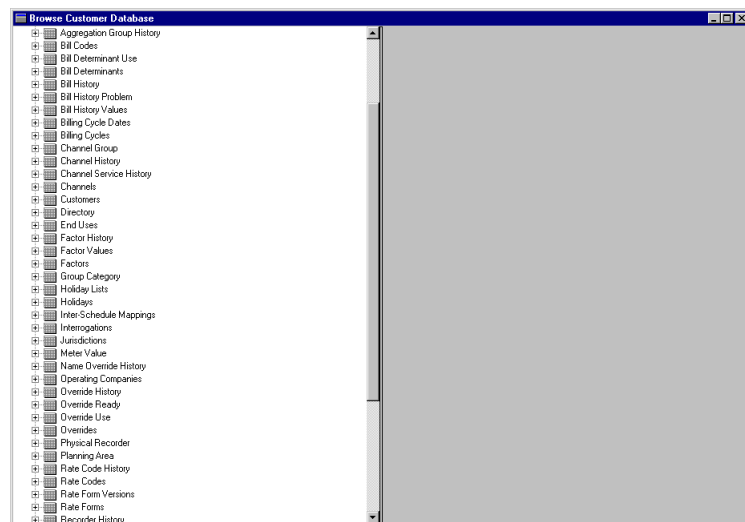 Browse Customer Database
Aggregation Group History
Bill Codes
Bill Determinant Use
Bill Determinants
Bill History
Bill History Problem
Bill History Values
Billing Cycle Dates
Billing Cycles
Channel Group
Channel History
Channel Service History
Channels
Customers
Directory
End Uses
Factor History
Factor Values
Factors
Group Category
Holiday Lists
Holidays
Inter-Schedule Mappings
Interrogations
Jurisdictions
Meter Value
Name Override History
Operating Companies
Override History
Override Ready
Override Use
Overrides
Physical Recorder
Planning Area
Rate Code History
Rate Codes
Rate Form Versions
Rate Forms
Recorder History